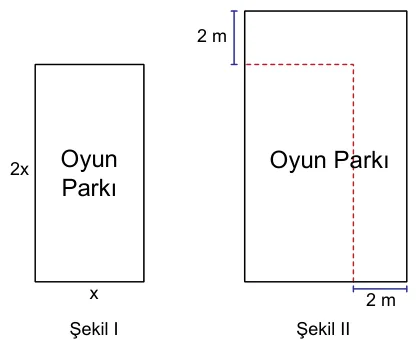 2 m
Oyun
Parkı
2x
Oyun Parkı
x
2 m
Şekil I
Şekil II